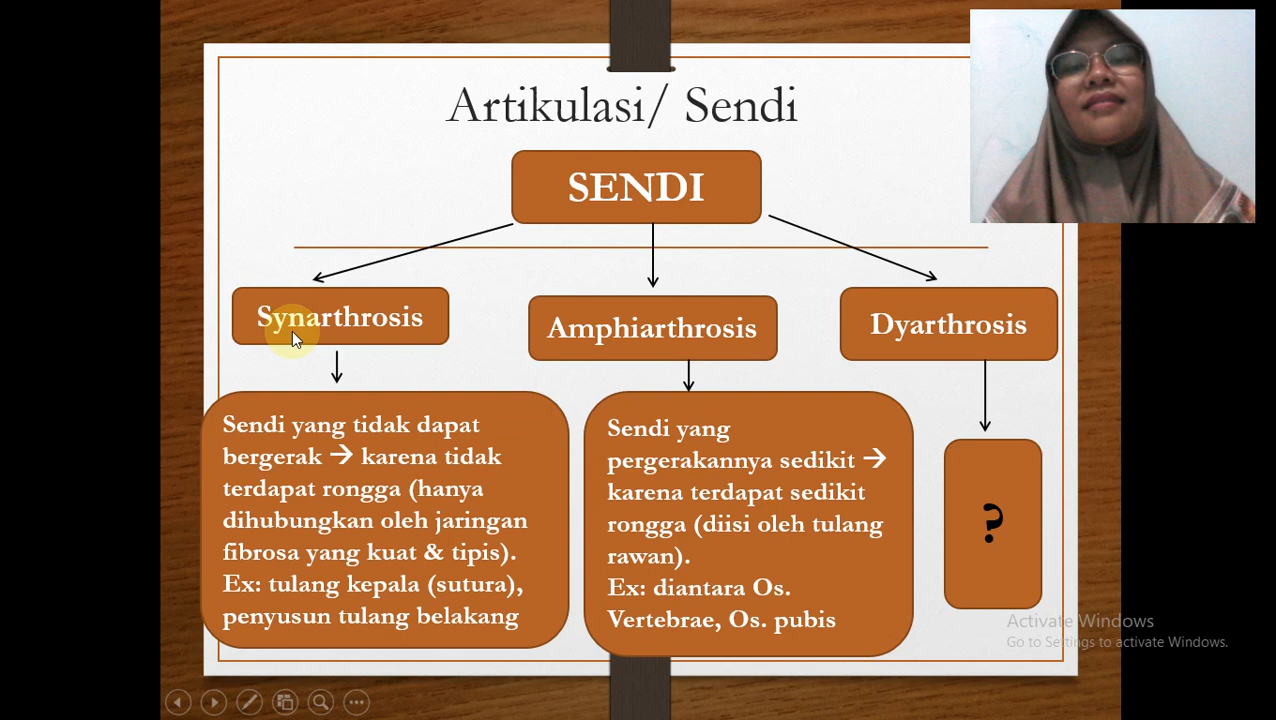 Artikulasi/ Sendi
SENDI
Synarthrosis
Amphiarthrosis
Dyarthrosis
Sendi yang tidak dapat
bergerak → karena tidak
terdapat rongga (hanya
dihubungkan oleh jaringan
fibrosa yang kuat & tipis).
Ex: tulang kepala (sutura),
penyusun tulang belakang
Sendi yang
pergerakannya sedikit →
karena terdapat sedikit
rongga (diisi oleh tulang
rawan).
Ex: diantara Os.
Vertebrae, Os. pubis
?
Activate Windows
Go to Settings to activate Windows.